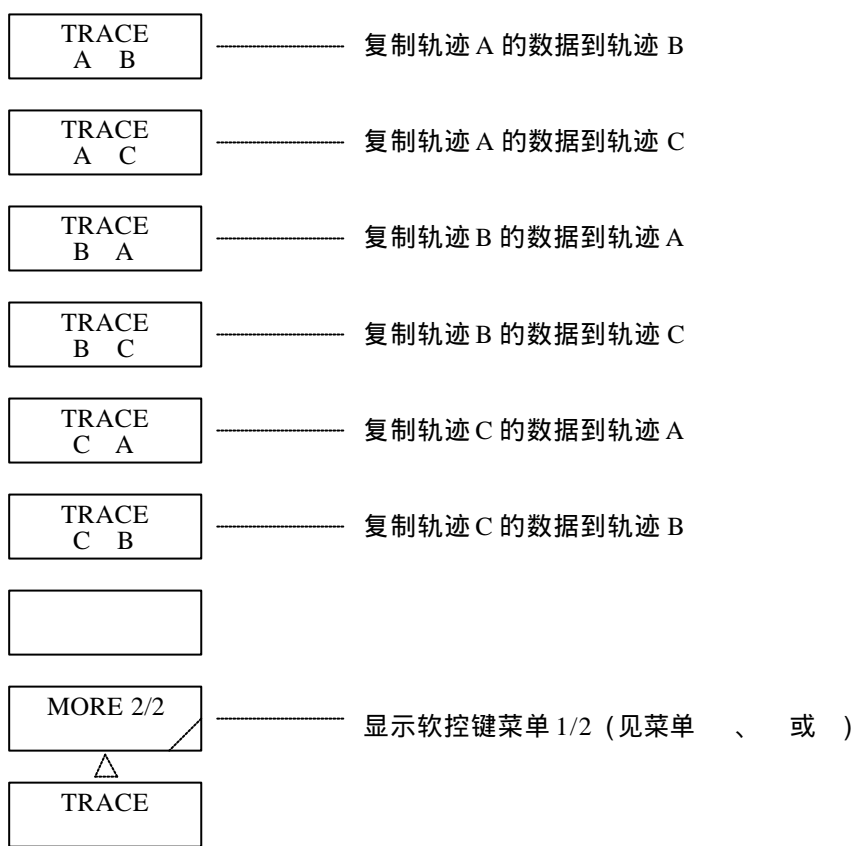 TRACE
A B
复制轨迹 A 的数据到轨迹 B
TRACE
A C
复制轨迹 A 的数据到轨迹 C
TRACE
B A
复制轨迹 B 的数据到轨迹 A
TRACE
B C
复制轨迹 B 的数据到轨迹 C
TRACE
C A
复制轨迹 C 的数据到轨迹 A
TRACE
C B
复制轨迹 C 的数据到轨迹 B
MORE 2/2
显示软控键菜单 1/2 (见菜单 、 或 )
TRACE